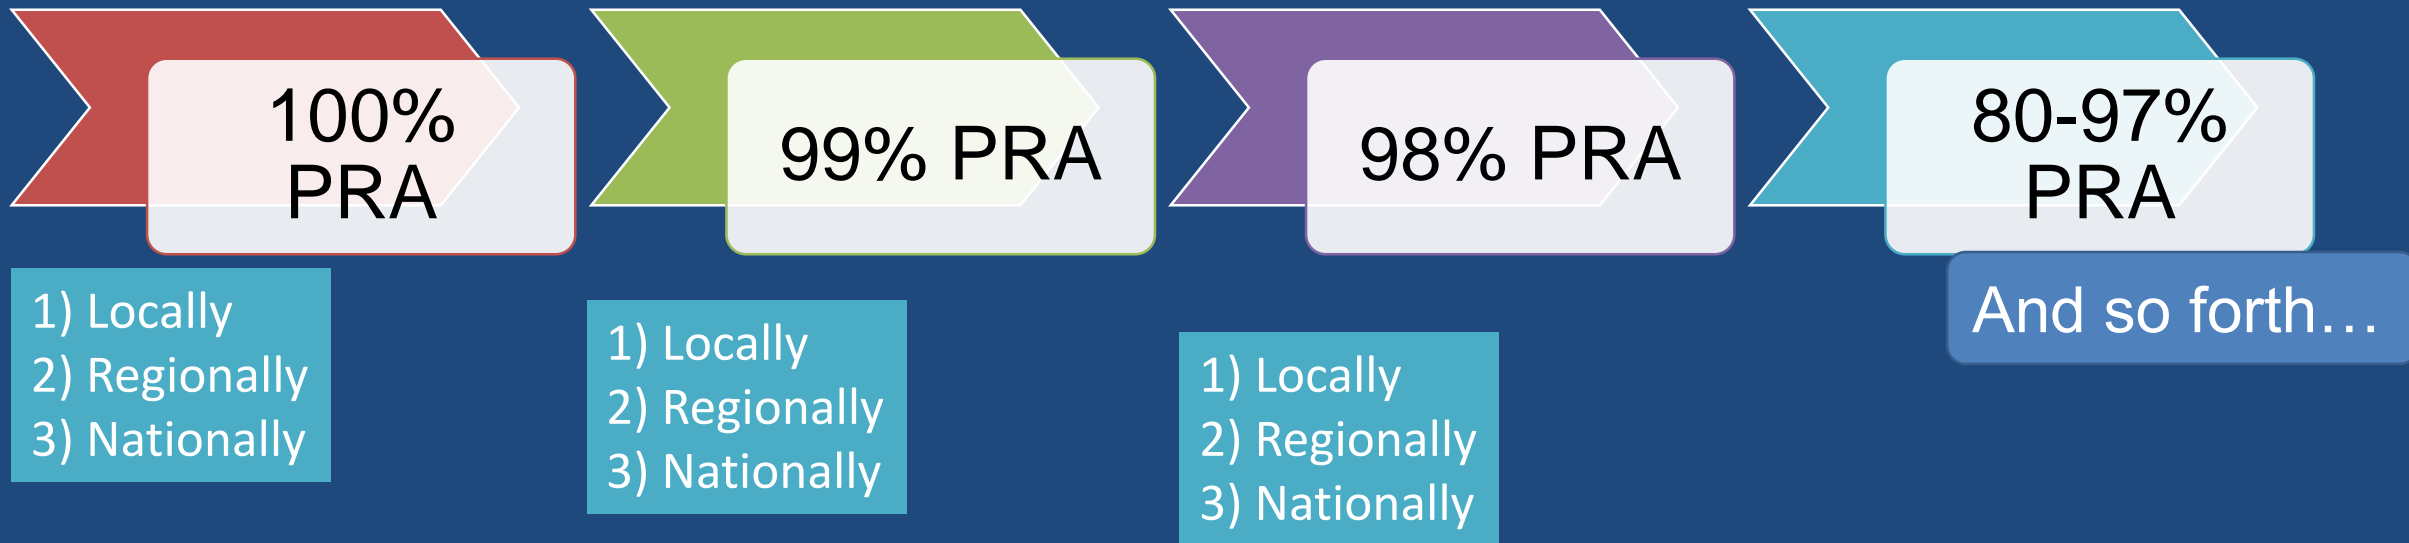 100%
PRA
99% PRA
98% PRA
80-97%
PRA
1) Locally
2) Regionally
3) Nationally
1) Locally
2) Regionally
3) Nationally
1) Locally
2) Regionally
3) Nationally
And so forth…